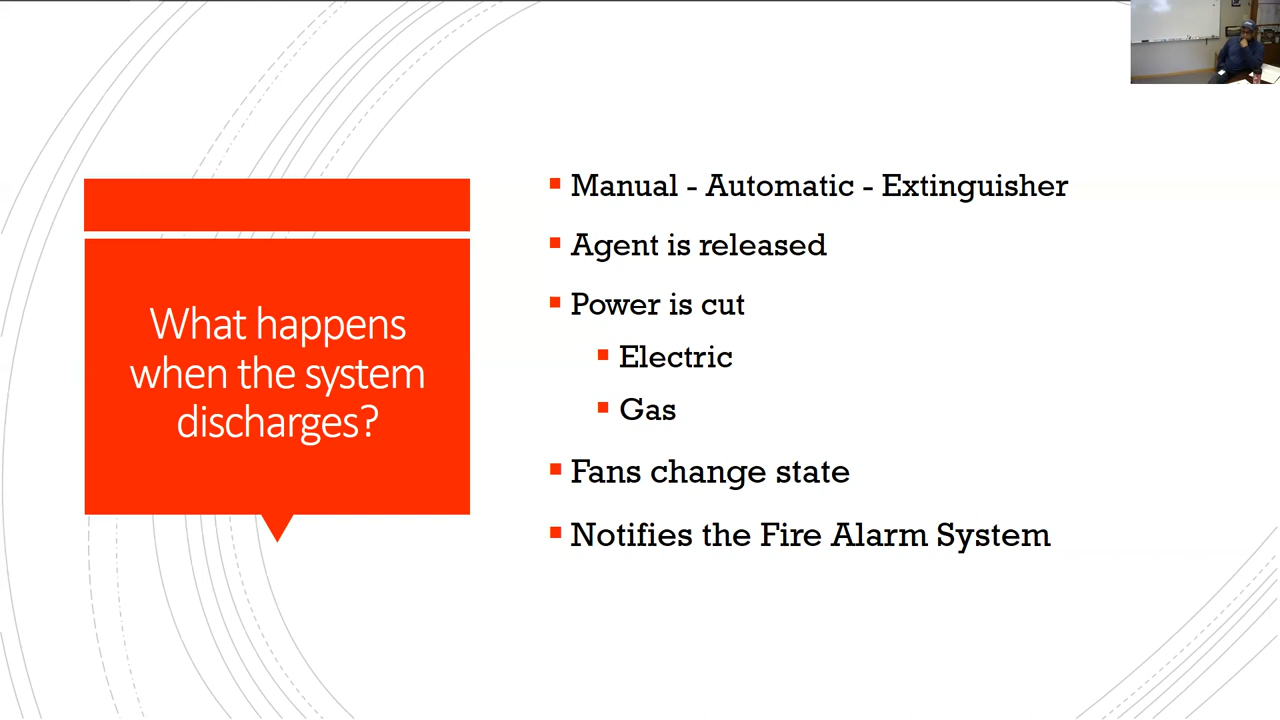 What happens
when the system
discharges?
Manual - Automatic - Extinguisher
Agent is released
Power is cut
Electric
Gas
Fans change state
Notifies the Fire Alarm System